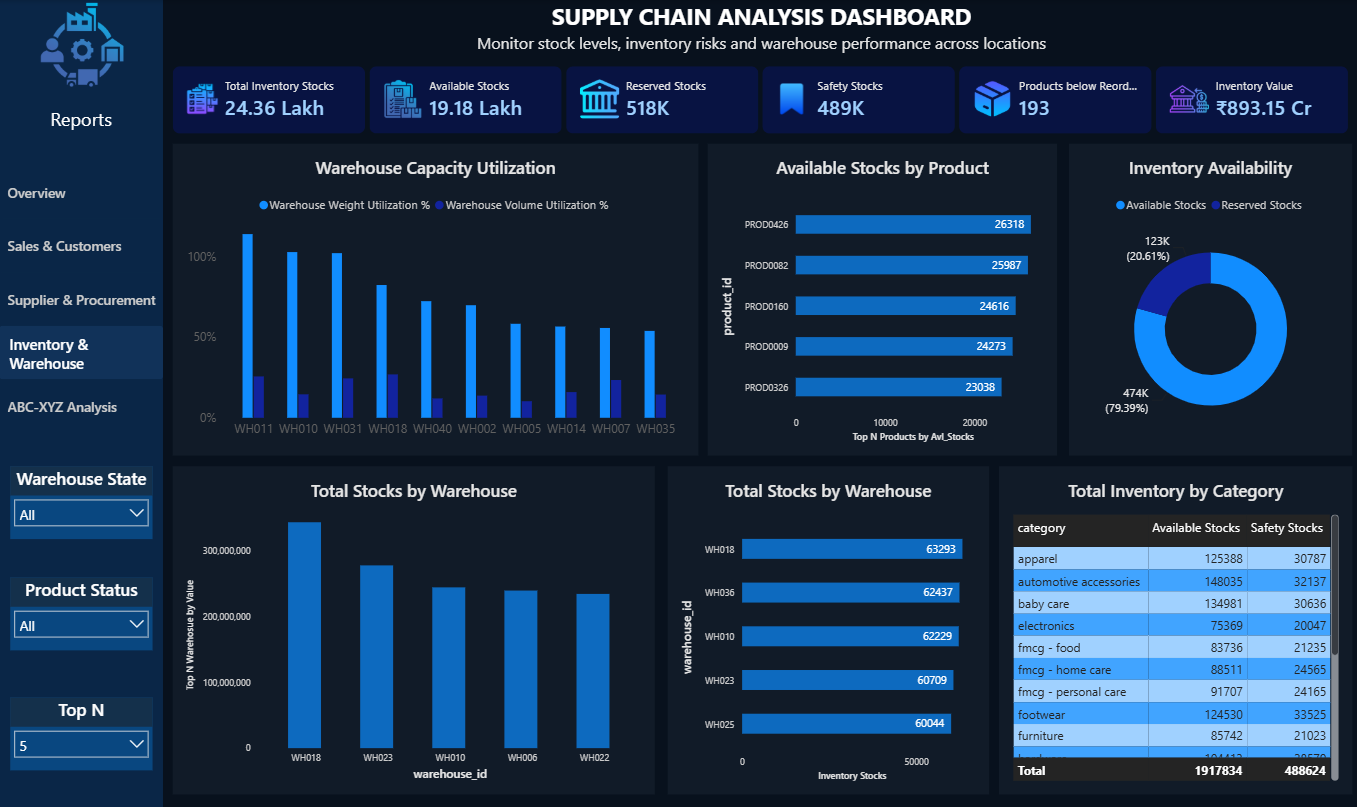 SUPPLY CHAIN ANALYSIS DASHBOARD
Monitor stock levels, inventory risks and warehouse performance across locations
Reports
Overview
Sales & Customers
Supplier & Procurement
Inventory &
Warehouse
ABC-XYZ Analysis
Warehouse State
All
Product Status
All
Top N
5
Total Inventory Stocks
24.36 Lakh
Available Stocks
19.18 Lakh
Reserved Stocks
518K
Safety Stocks
489K
Products below Reord...
193
Inventory Value
₹893.15 Cr
Warehouse Capacity Utilization
Warehouse Weight Utilization % Warehouse Volume Utilization %
100%
50%
0%
WH011 WH010 WH031 WH018 WH040 WH002 WH005 WH014 WH007 WH035
Available Stocks by Product
product_id
PROD0426 26318
PROD0082 25987
PROD0160 24616
PROD0009 24273
PROD0326 23038
0 10000 20000
Top N Products by Avl_Stocks
Inventory Availability
Available Stocks Reserved Stocks
123K
(20.61%)
474K
(79.39%)
Total Stocks by Warehouse
Top N Warehosue by Value
300,000,000
200,000,000
100,000,000
0
WH018 WH023 WH010 WH006 WH022
warehouse_id
Total Stocks by Warehouse
warehouse_id
WH018 63293
WH036 62437
WH010 62229
WH023 60709
WH025 60044
0 50000
Inventory Stocks
Total Inventory by Category
category Available Stocks Safety Stocks
apparel 125388 30787
automotive accessories 148035 32137
baby care 134981 30636
electronics 75369 20047
fmcg - food 83736 21235
fmcg - home care 88511 24565
fmcg - personal care 91707 24165
footwear 124530 33525
furniture 85742 21023
Total 1917834 488624